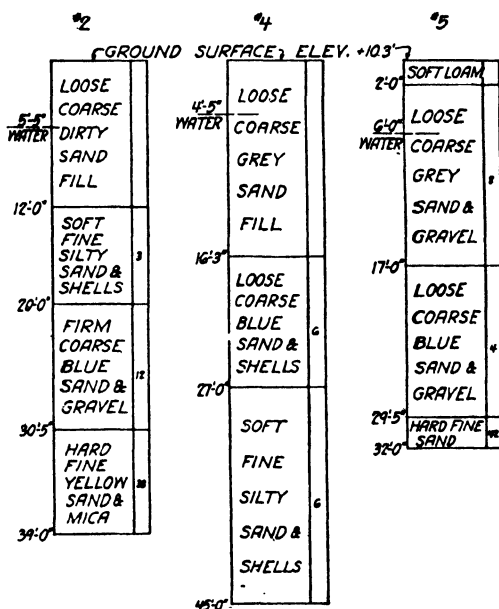 #2
#4
#5
GROUND SURFACE, ELEV. +10.3'
LOOSE
COARSE
5'-5"
WATER
DIRTY
SAND
FILL
12'-0"
SOFT
FINE
SILTY
SAND &
SHELLS
3
20'-0"
FIRM
COARSE
BLUE
SAND &
GRAVEL
12
30'-5"
HARD
FINE
YELLOW
SAND &
MICA
39'-0"
4'-5"
WATER
LOOSE
COARSE
GREY
SAND
FILL
16'-3"
LOOSE
COARSE
BLUE
SAND &
SHELLS
6
27'-0"
SOFT
FINE
SILTY
SAND &
SHELLS
6
45'-0"
SOFT LOAM
2'-0"
6'-0"
WATER
LOOSE
COARSE
GREY
SAND &
GRAVEL
17'-0"
LOOSE
COARSE
BLUE
SAND &
GRAVEL
4
29'-5"
HARD FINE
SAND
32'-0"